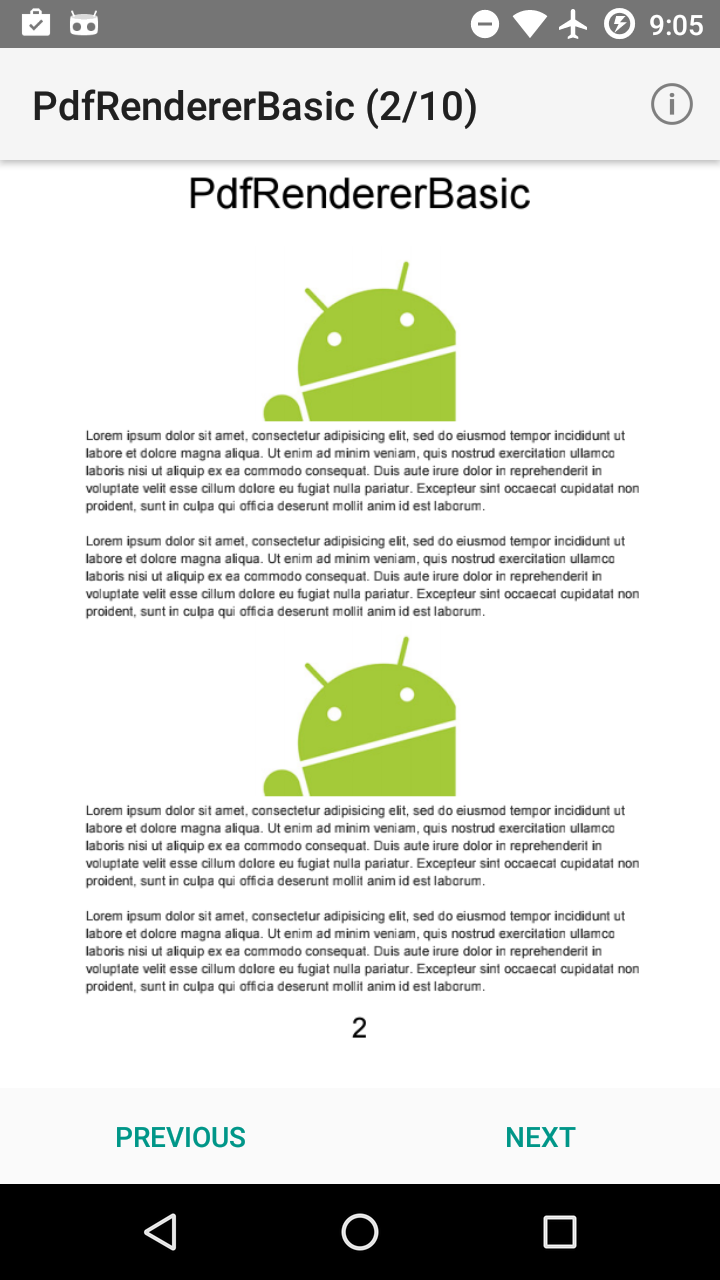 9:05
PdfRendererBasic (2/10)
PdfRendererBasic
Lorem ipsum dolor sit amet, consectetur adipisicing elit, sed do eiusmod tempor incididunt ut
labore et dolore magna aliqua. Ut enim ad minim veniam, quis nostrud exercitation ullamco
laboris nisi ut aliquip ex ea commodo consequat. Duis aute irure dolor in reprehenderit in
voluptate velit esse cillum dolore eu fugiat nulla pariatur. Excepteur sint occaecat cupidatat non
proident, sunt in culpa qui officia deserunt mollit anim id est laborum.
Lorem ipsum dolor sit amet, consectetur adipisicing elit, sed do eiusmod tempor incididunt ut
labore et dolore magna aliqua. Ut enim ad minim veniam, quis nostrud exercitation ullamco
laboris nisi ut aliquip ex ea commodo consequat. Duis aute irure dolor in reprehenderit in
voluptate velit esse cillum dolore eu fugiat nulla pariatur. Excepteur sint occaecat cupidatat non
proident, sunt in culpa qui officia deserunt mollit anim id est laborum.
Lorem ipsum dolor sit amet, consectetur adipisicing elit, sed do eiusmod tempor incididunt ut
labore et dolore magna aliqua. Ut enim ad minim veniam, quis nostrud exercitation ullamco
laboris nisi ut aliquip ex ea commodo consequat. Duis aute irure dolor in reprehenderit in
voluptate velit esse cillum dolore eu fugiat nulla pariatur. Excepteur sint occaecat cupidatat non
proident, sunt in culpa qui officia deserunt mollit anim id est laborum.
Lorem ipsum dolor sit amet, consectetur adipisicing elit, sed do eiusmod tempor incididunt ut
labore et dolore magna aliqua. Ut enim ad minim veniam, quis nostrud exercitation ullamco
laboris nisi ut aliquip ex ea commodo consequat. Duis aute irure dolor in reprehenderit in
voluptate velit esse cillum dolore eu fugiat nulla pariatur. Excepteur sint occaecat cupidatat non
proident, sunt in culpa qui officia deserunt mollit anim id est laborum.
2
PREVIOUS NEXT